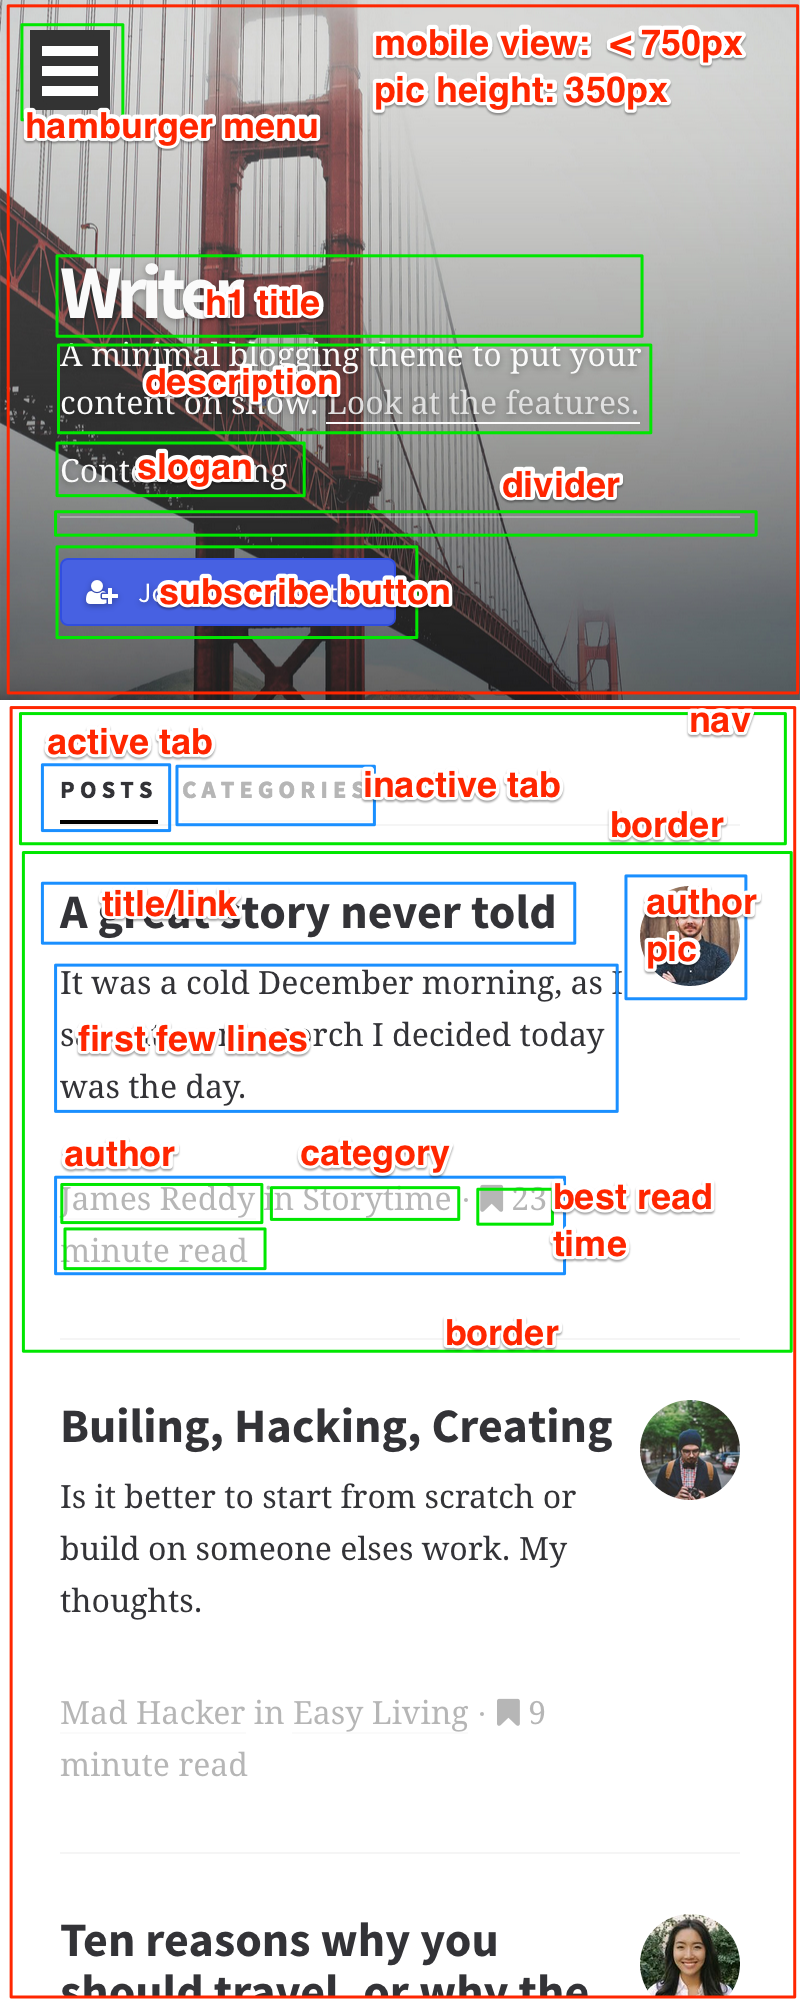 mobile view: <750px
pic height: 350px
hamburger menu
Writer
h1 title
A minimal blogging theme to put your
description
content on show. Look at the features.
slogan
divider
subscribe button
nav
active tab
POSTS CATEGORIES
inactive tab
border
title/link
A great story never told
author
pic
It was a cold December morning, as I
first few lines
decided today
was the day.
author category
James Reddy in Storytime · 23
best read
minute read
time
border
Builing, Hacking, Creating
Is it better to start from scratch or
build on someone elses work. My
thoughts.
Mad Hacker in Easy Living · 9
minute read
Ten reasons why you
should travel, or why the